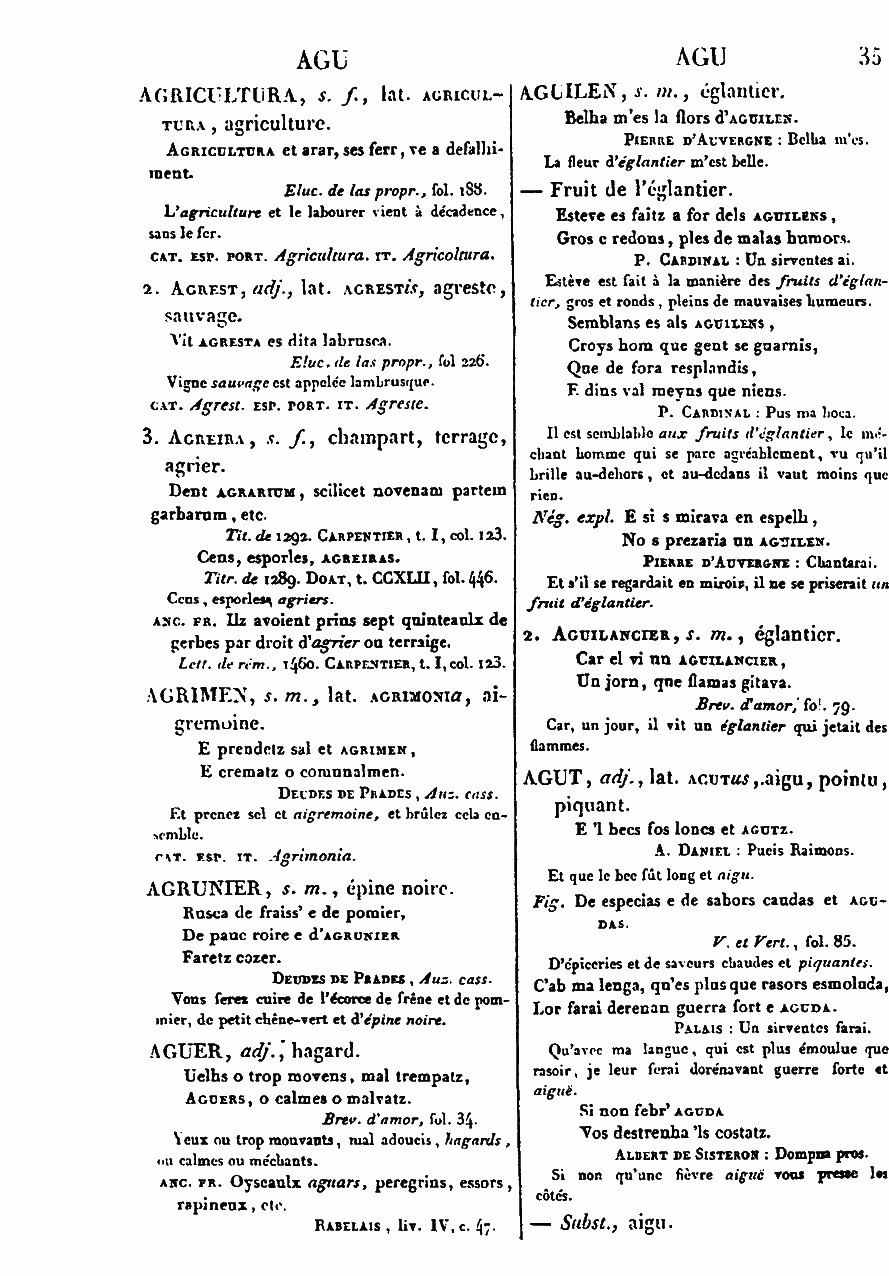 AGU
AGU 35
AGRICULTURA, s. f., lat. AGRICUL-
TURA, agriculture.
AGRICULTURA et arar, ses ferr, ve a defalhi-
ment.
Eluc. de las propr., fol. 188.
L'agriculture et le labourer vient à décadence,
sans le fer.
CAT. ESP. PORT. Agricultura. IT. Agricoltura.
2. AGREST, adj., lat. AGRESTis, agreste,
sauvage.
Vit AGRESTA es dita labrusca.
Eluc. de las propr., fol 226.
Vigne sauvage est appelée lambrusque.
CAT. Agrest. ESP. PORT. IT. Agreste.
3. AGREIRA, s. f., champart, terrage,
agrier.
Dent AGRARIUM, scilicet novenam partem
garbarum, etc.
Tit. de 1292. CARPENTIER, t. I, col. 123.
Cens, esporles, AGREIRAS.
Titr. de 1289. DOAT, t. CCXLII, fol. 446.
Cens, esporles, agriers.
ANC. FR. Ilz avoient prins sept quinteaulx de
gerbes par droit d'agrier ou terraige.
Lett. de rém., 1460. CARPENTIER, t. I, col. 123.
AGRIMEN, s. m., lat. AGRIMONIa, ai-
gremoine.
E prendetz sal et AGRIMEN,
E crematz o comunalmen.
DEUDES DE PRADES, Auz. cass.
Et prenez sel et aigremoine, et brûlez cela en-
semble.
CAT. ESP. IT. Agrimonia.
AGRUNIER, s. m., épine noire.
Rusca de fraiss' e de pomier,
De pauc roire e d'AGRUNIER
Faretz cozer.
DEUDES DE PRADES, Auz. cass.
Vous ferez cuire de l'écorce de frêne et de pom-
mier, de petit chêne-vert et d'épine noire.
AGUER, adj., hagard.
Uelhs o trop movens, mal trempatz,
AGUERS, o calmes o malvatz.
Brev. d'amor, fol. 34.
Yeux ou trop mouvants, mal adoucis, hagards,
ou calmes ou méchants.
ANC. FR. Oyseaulx aguars, peregrins, essors,
rapineux, etc.
RABELAIS, liv. IV, c. 47.
AGUILEN, s. m., églantier.
Belha m'es la flors d'AGUILEN.
PIERRE D'AUVERGNE : Belha m'es.
La fleur d'églantier m'est belle.
— Fruit de l'églantier.
Esteve es faitz a for dels AGUILENS,
Gros e redons, ples de malas humors.
P. CARDINAL : Un sirventes ai.
Estève est fait à la manière des fruits d'églan-
tier, gros et ronds, pleins de mauvaises humeurs.
Semblans es als AGUILENS,
Croys hom que gent se guarnis,
Que de fora resplandis,
E dins val meyns que niens.
P. CARDINAL : Pus ma boca.
Il est semblable aux fruits d'églantier, le mé-
chant homme qui se pare agréablement, vu qu'il
brille au-dehors, et au-dedans il vaut moins que
rien.
Nég. expl. E si s mirava en espelh,
No s prezaria un AGUILEN.
PIERRE D'AUVERGNE : Chantarai.
Et s'il se regardait en miroir, il ne se priserait un
fruit d'églantier.
2. AGUILANCIER, s. m., églantier.
Car el vi un AGUILANCIER,
Un jorn, que flamas gitava.
Brev. d'amor, fol. 79.
Car, un jour, il vit un églantier qui jetait des
flammes.
AGUT, adj., lat. ACUTus, aigu, pointu,
piquant.
E 'l becs fos loncs et AGUTZ.
A. DANIEL : Pueis Raimons.
Et que le bec fût long et aigu.
Fig. De especias e de sabors caudas et AGU-
DAS.
V. et Vert., fol. 85.
D'épiceries et de saveurs chaudes et piquantes.
C'ab ma lenga, qu'es plus que rasors esmoluda,
Lor farai derenan guerra fort e AGUDA.
PALAIS : Un sirventes farai.
Qu'avec ma langue, qui est plus émoulue que
rasoir, je leur ferai dorénavant guerre forte et
aiguë.
Si non febr' AGUDA
Vos destrenha 'ls costatz.
ALBERT DE SISTERON : Dompna pros.
Si non qu'une fièvre aiguë vous presse les
côtés.
— Subst., aigu.